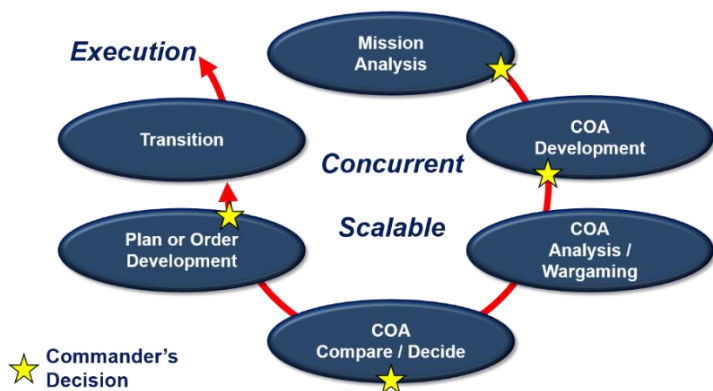 Execution
Mission
Analysis
COA
Development
Transition
Concurrent
Scalable
COA
Analysis /
Wargaming
Plan or Order
Development
COA
Compare / Decide
Commander's
Decision